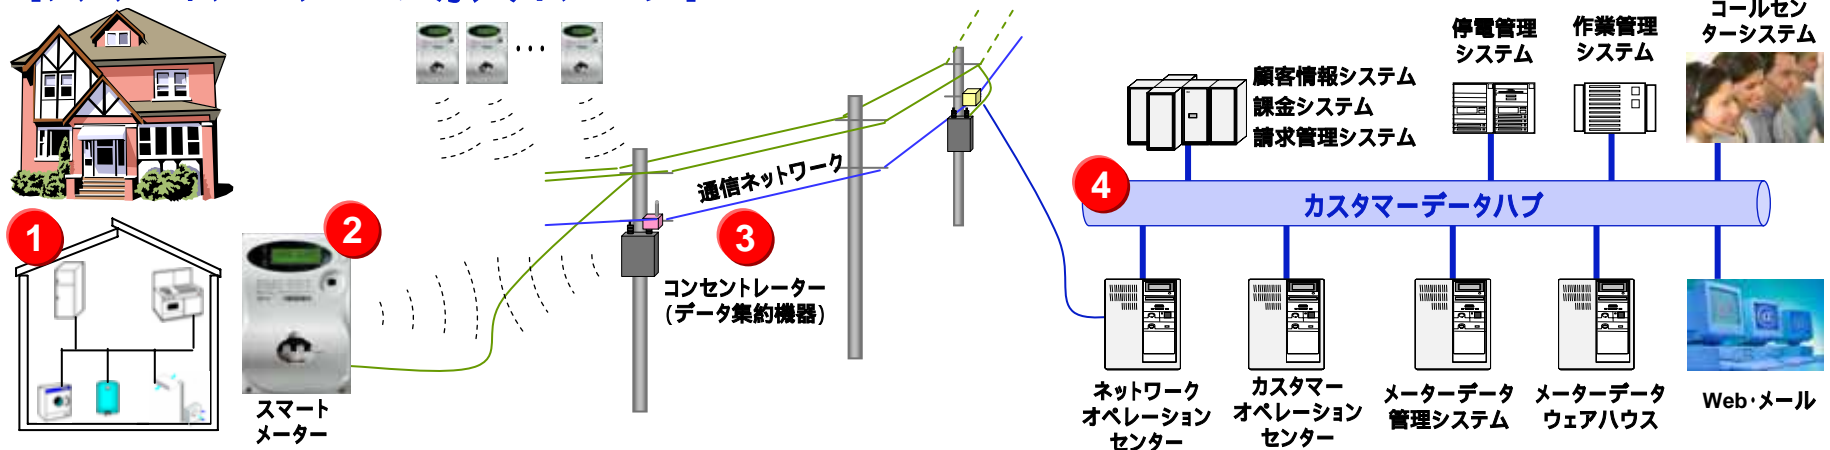 1
スマート
メーター
2
通信ネットワーク
3
コンセントレーター
(データ集約機器)
顧客情報システム
課金システム
請求管理システム
停電管理
システム
作業管理
システム
コールセン
ターシステム
4
カスタマーデータハブ
ネットワーク
オペレーション
センター
カスタマー
オペレーション
センター
メーターデータ
管理システム
メーターデータ
ウェアハウス
Web・メール